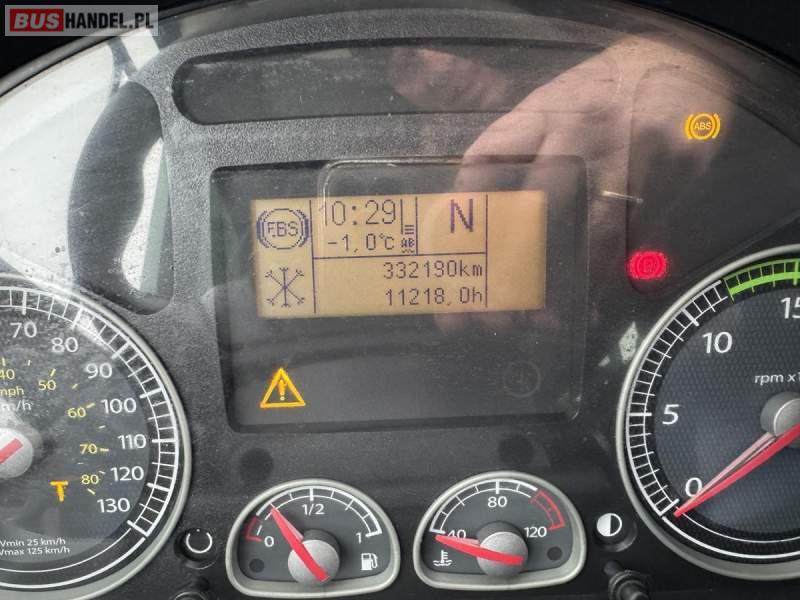 BUSHANDEL.PL
ABS
EBS
10:29
N
-1,0°C
AB
332190km
11218,0h
70
80
90
100
110
120
130
40
50
60
70
80
mph
km/h
T
Vmin 25 km/h
Vmax 125 km/h
0
1/2
1
40
80
120
15
10
5
0
rpm x1